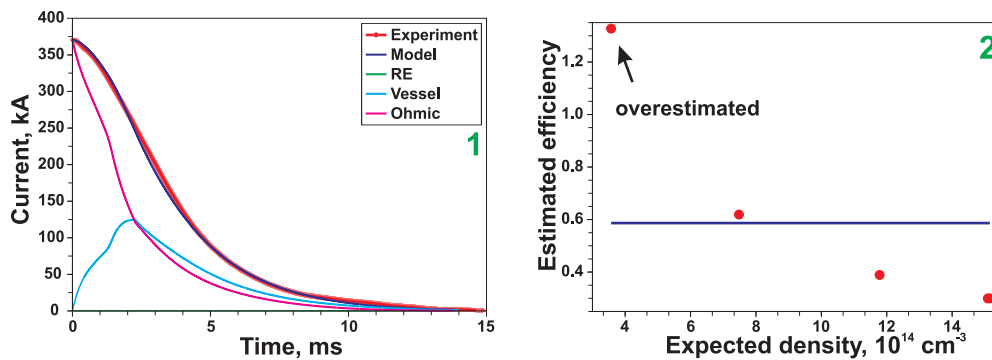 400
350
300
250
200
150
100
50
0
Current, kA
0
5
10
15
Time, ms
Experiment
Model
RE
Vessel
Ohmic
1
1.2
1.0
0.8
0.6
0.4
Estimated efficiency
4
6
8
10
12
14
Expected density, 10¹⁴ cm⁻³
overestimated
2